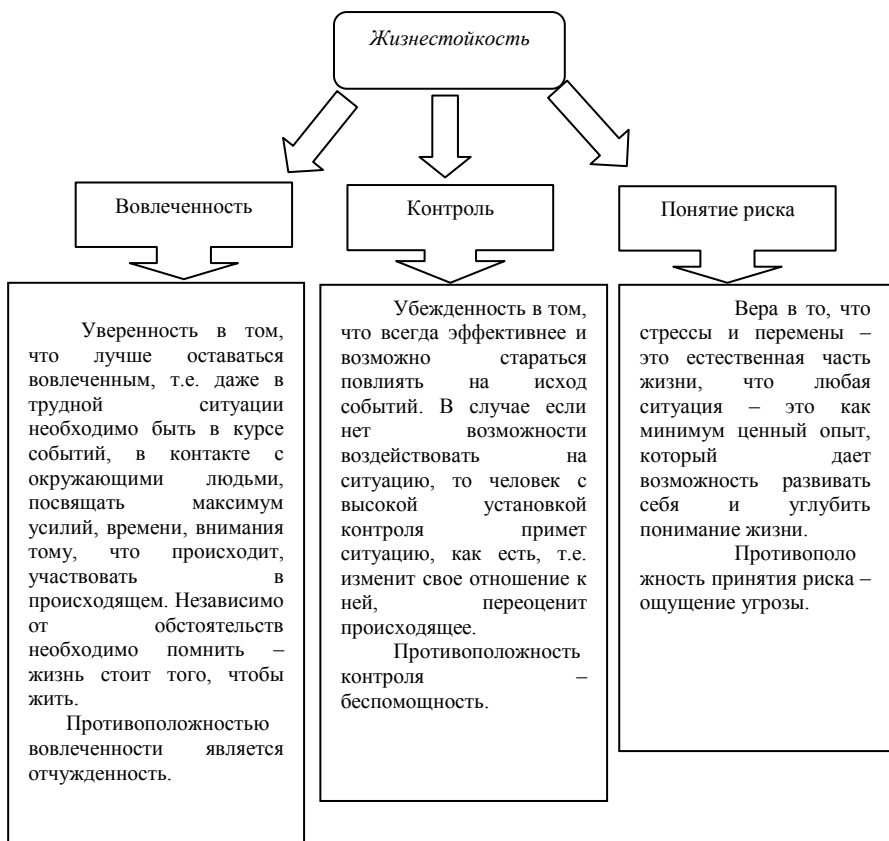 Жизнестойкость
Вовлеченность
Контроль
Понятие риска
Уверенность в том,
что лучше оставаться
вовлеченным, т.е. даже в
трудной ситуации
необходимо быть в курсе
событий, в контакте с
окружающими людьми,
посвящать максимум
усилий, времени, внимания
тому, что происходит,
участвовать в
происходящем. Независимо
от обстоятельств
необходимо помнить –
жизнь стоит того, чтобы
жить.
Противоположностью
вовлеченности является
отчужденность.
Убежденность в том,
что всегда эффективнее и
возможно стараться
повлиять на исход
событий. В случае если
нет возможности
воздействовать на
ситуацию, то человек с
высокой установкой
контроля примет
ситуацию, как есть, т.е.
изменит свое отношение к
ней, переоценит
происходящее.
Противоположность
контроля –
беспомощность.
Вера в то, что
стрессы и перемены –
это естественная часть
жизни, что любая
ситуация – это как
минимум ценный опыт,
который дает
возможность развивать
себя и углубить
понимание жизни.
Противополо
жность принятия риска –
ощущение угрозы.